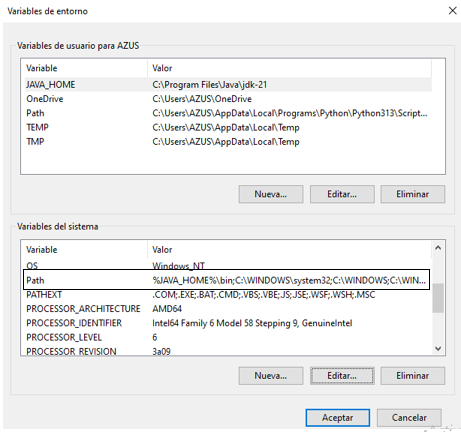 Variables de entorno
Variables de usuario para AZUS
Variable Valor
JAVA_HOME C:\Program Files\Java\jdk-21
OneDrive C:\Users\AZUS\OneDrive
Path C:\Users\AZUS\AppData\Local\Programs\Python\Python313\Script...
TEMP C:\Users\AZUS\AppData\Local\Temp
TMP C:\Users\AZUS\AppData\Local\Temp
Nueva... Editar... Eliminar
Variables del sistema
Variable Valor
OS Windows_NT
Path %JAVA_HOME%\bin;C:\WINDOWS\system32;C:\WINDOWS;C:\WIN...
PATHEXT .COM;.EXE;.BAT;.CMD;.VBS;.VBE;.JS;.JSE;.WSF;.WSH;.MSC
PROCESSOR_ARCHITECTURE AMD64
PROCESSOR_IDENTIFIER Intel64 Family 6 Model 58 Stepping 9, GenuineIntel
PROCESSOR_LEVEL 6
PROCESSOR_REVISION 3a09
Nueva... Editar... Eliminar
Aceptar Cancelar